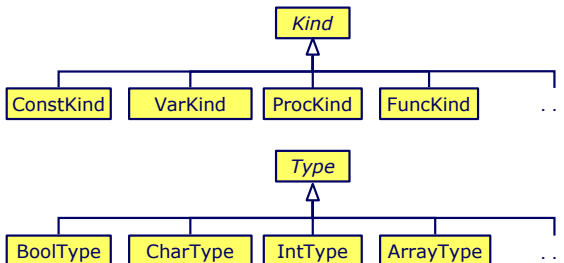 Kind
ConstKind VarKind ProcKind FuncKind . .
Type
BoolType CharType IntType ArrayType . .